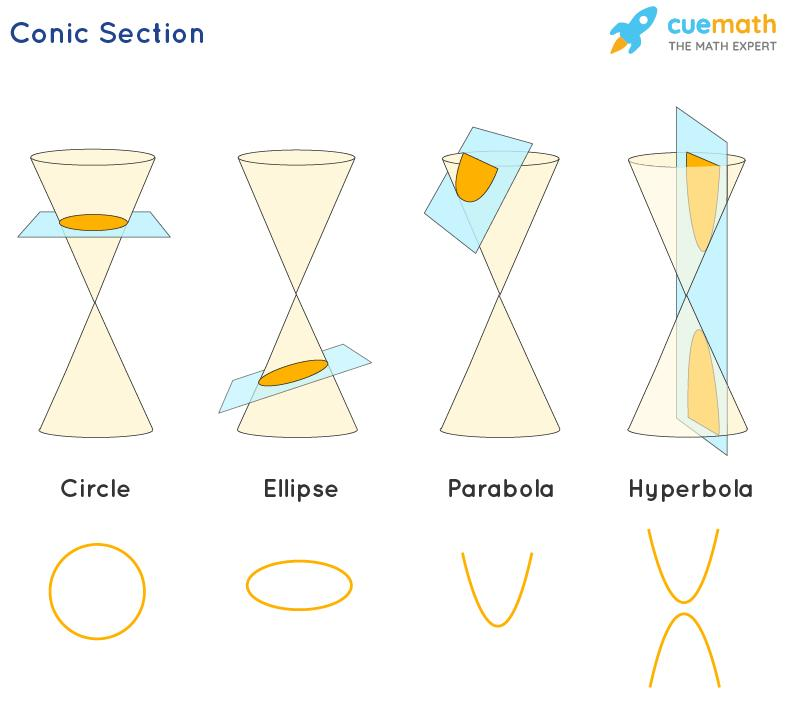 Conic Section
cuemath
THE MATH EXPERT
Circle
Ellipse
Parabola
Hyperbola